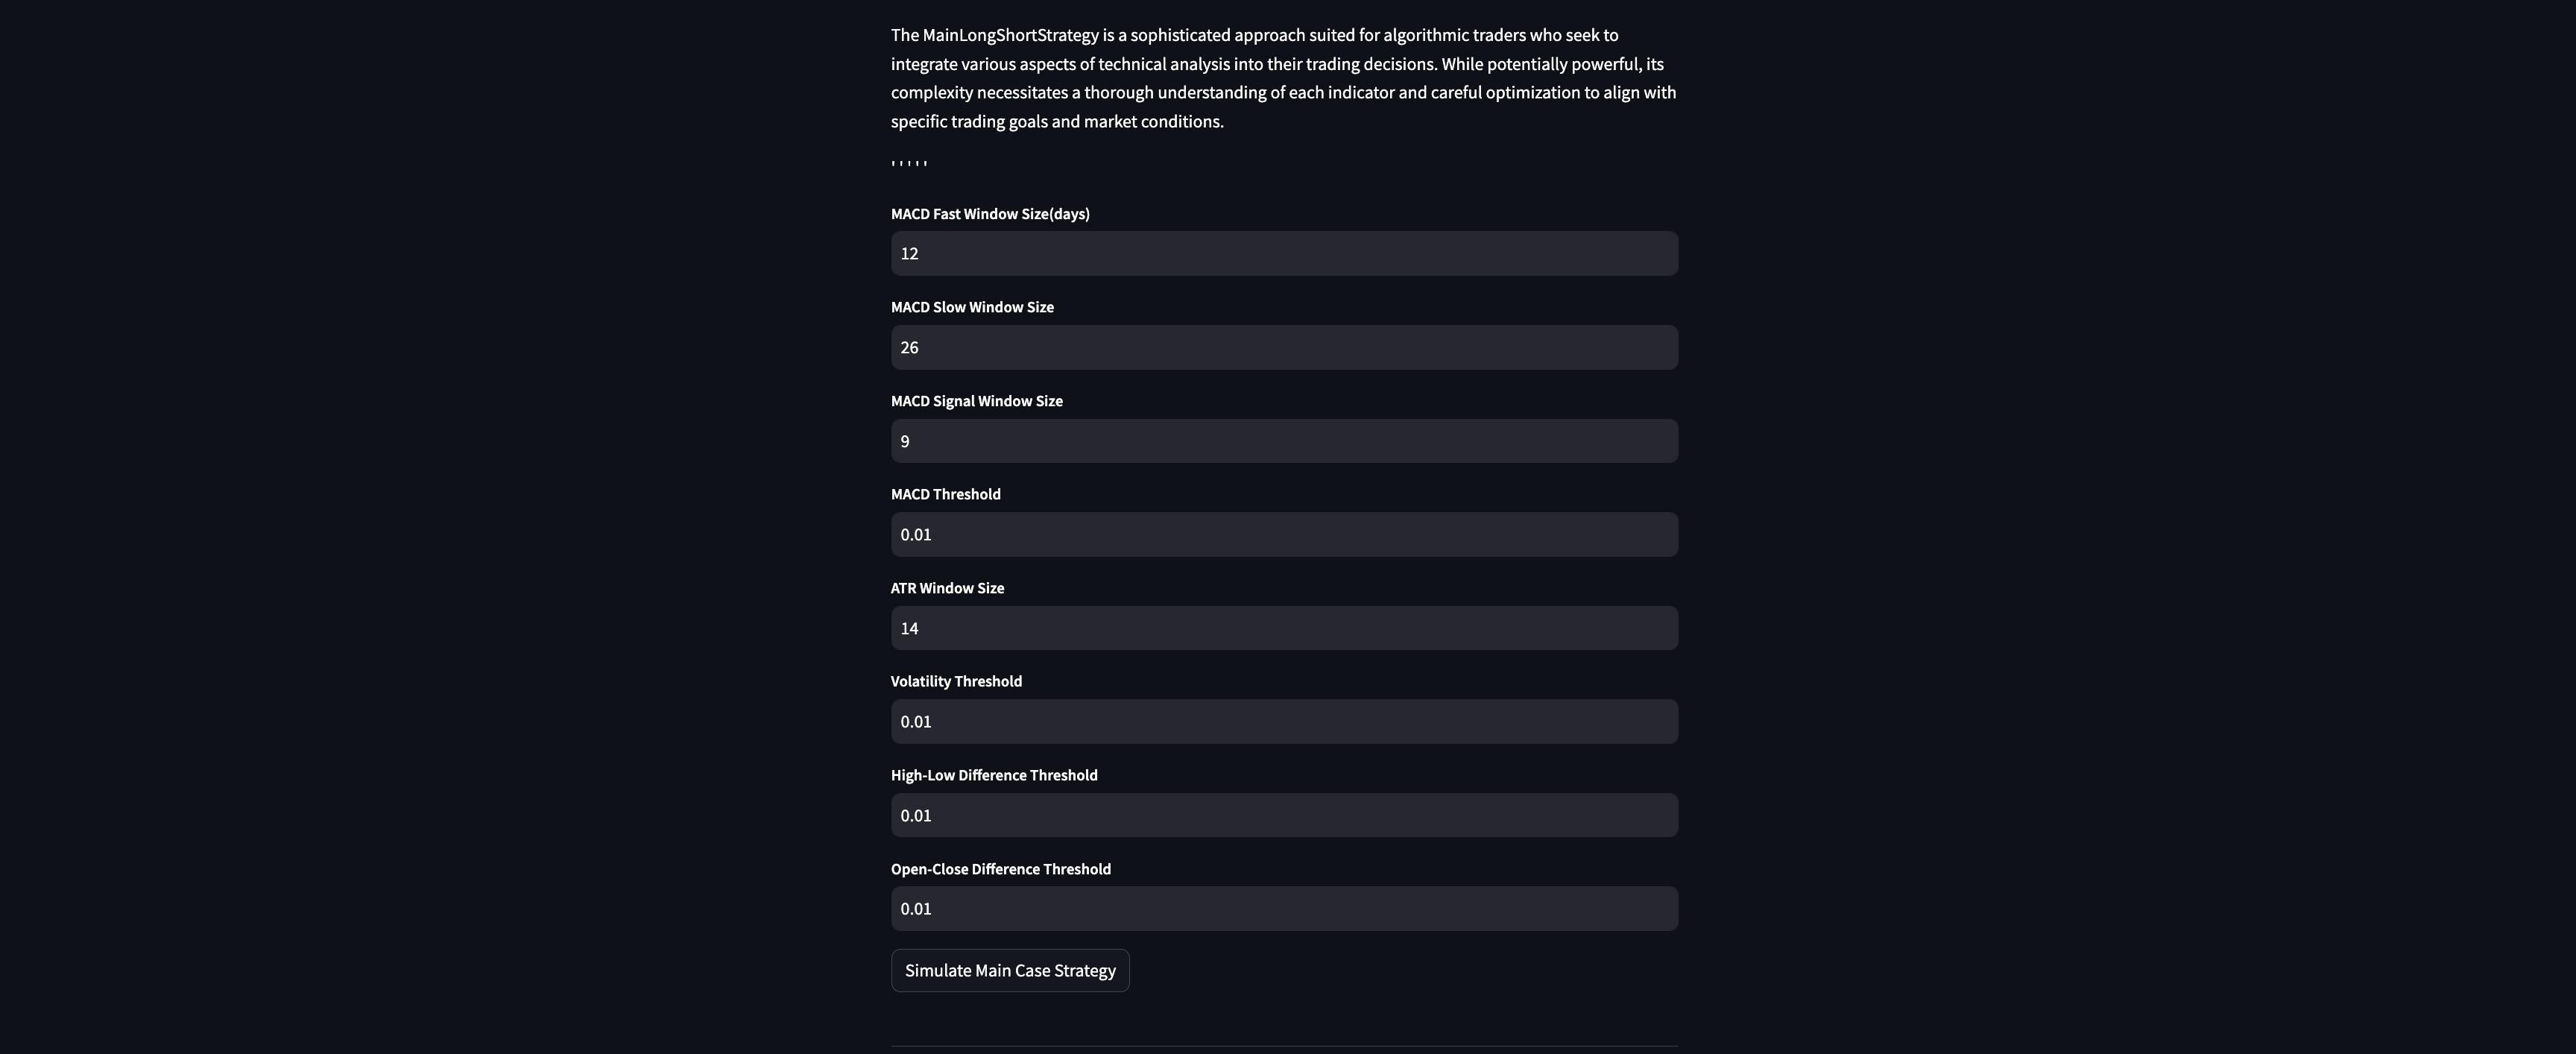 The MainLongShortStrategy is a sophisticated approach suited for algorithmic traders who seek to
integrate various aspects of technical analysis into their trading decisions. While potentially powerful, its
complexity necessitates a thorough understanding of each indicator and careful optimization to align with
specific trading goals and market conditions.
' ' ' ' '
MACD Fast Window Size(days)
12
MACD Slow Window Size
26
MACD Signal Window Size
9
MACD Threshold
0.01
ATR Window Size
14
Volatility Threshold
0.01
High-Low Difference Threshold
0.01
Open-Close Difference Threshold
0.01
Simulate Main Case Strategy